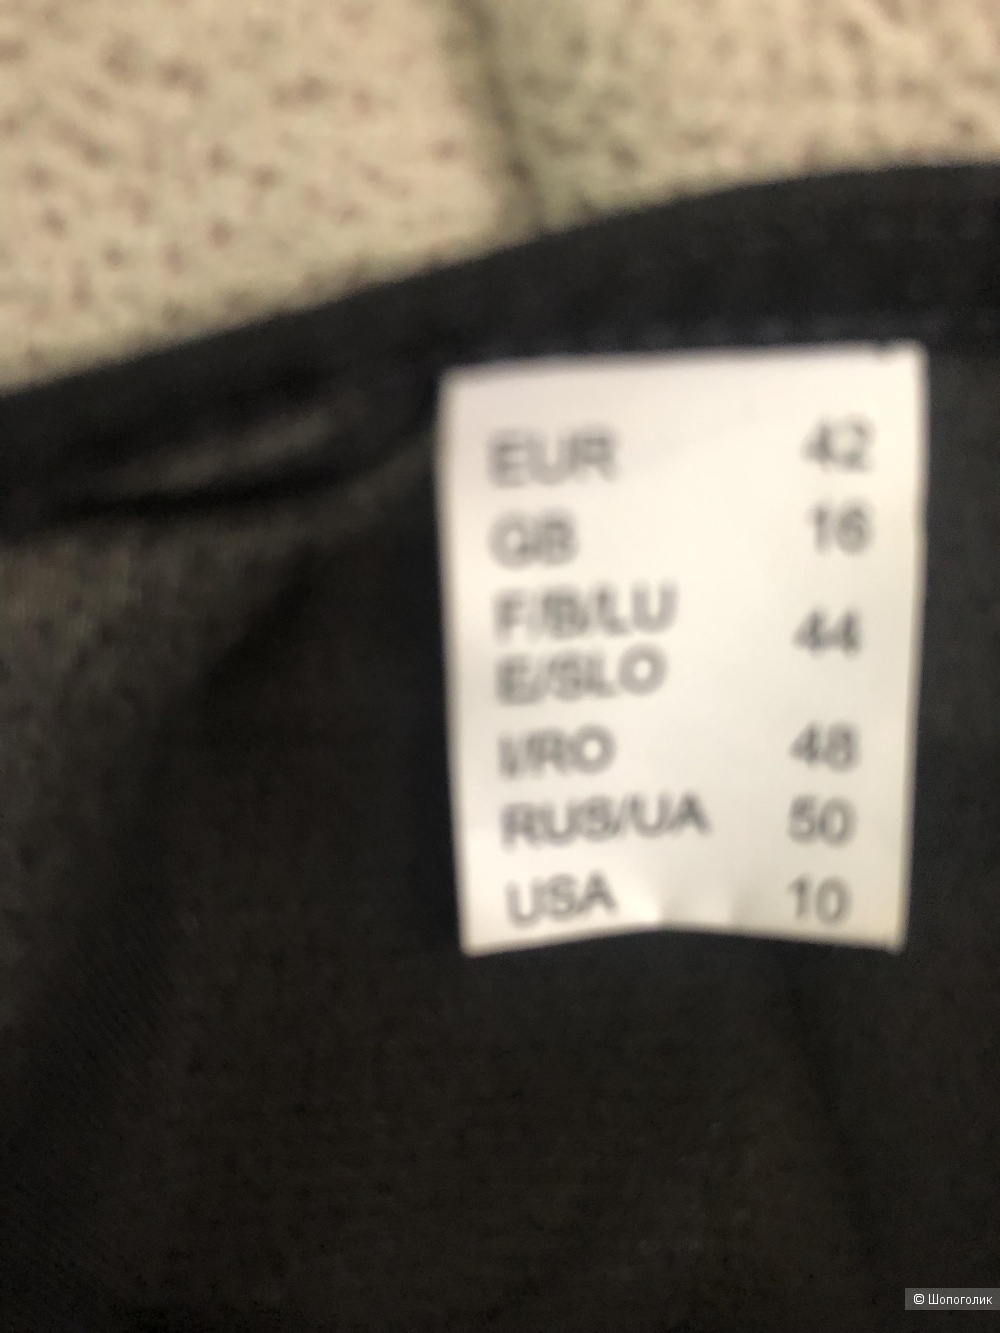 EUR 42
GB 16
F/B/LU
E/SLO 44
I/RO 48
RUS/UA 50
USA 10
© Шопоголик